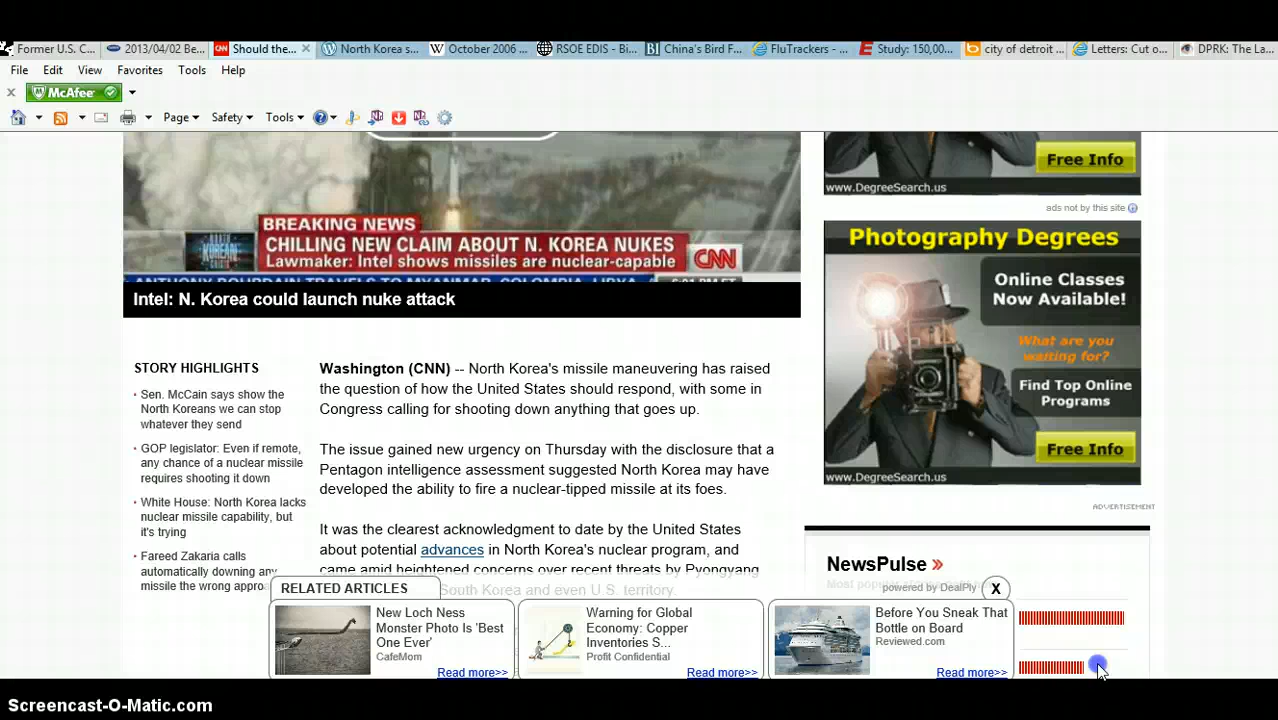 Former U.S. C...
2013/04/02 Be...
CNN
Should the...
North Korea s...
October 2006 ...
RSOE EDIS - Bi...
BI China's Bird F...
FluTrackers - ...
E Study: 150,00...
b city of detroit ...
Letters: Cut o...
DPRK: The La...
File Edit View Favorites Tools Help
x McAfee
Page Safety Tools
BREAKING NEWS
CHILLING NEW CLAIM ABOUT N. KOREA NUKES
Lawmaker: Intel shows missiles are nuclear-capable
CNN
ANTHONY BOURDAIN TRAVELS TO MYANMAR, COLOMBIA, LIBYA
Intel: N. Korea could launch nuke attack
STORY HIGHLIGHTS
Sen. McCain says show the
North Koreans we can stop
whatever they send
GOP legislator: Even if remote,
any chance of a nuclear missile
requires shooting it down
White House: North Korea lacks
nuclear missile capability, but
it's trying
Fareed Zakaria calls
automatically downing any
missile the wrong appro
Washington (CNN) -- North Korea's missile maneuvering has raised
the question of how the United States should respond, with some in
Congress calling for shooting down anything that goes up.
The issue gained new urgency on Thursday with the disclosure that a
Pentagon intelligence assessment suggested North Korea may have
developed the ability to fire a nuclear-tipped missile at its foes.
It was the clearest acknowledgment to date by the United States
about potential advances in North Korea's nuclear program, and
came amid heightened concerns over recent threats by Pyongyang
South Korea and even U.S. territory.
Free Info
www.DegreeSearch.us
ads not by this site
Photography Degrees
Online Classes
Now Available!
What are you
waiting for?
Find Top Online
Programs
Free Info
www.DegreeSearch.us
ADVERTISEMENT
NewsPulse »
powered by DealPly X
RELATED ARTICLES
New Loch Ness
Monster Photo Is 'Best
One Ever'
CafeMom
Read more>>
Warning for Global
Economy: Copper
Inventories S...
Profit Confidential
Read more>>
Before You Sneak That
Bottle on Board
Reviewed.com
Read more>>
Screencast-O-Matic.com